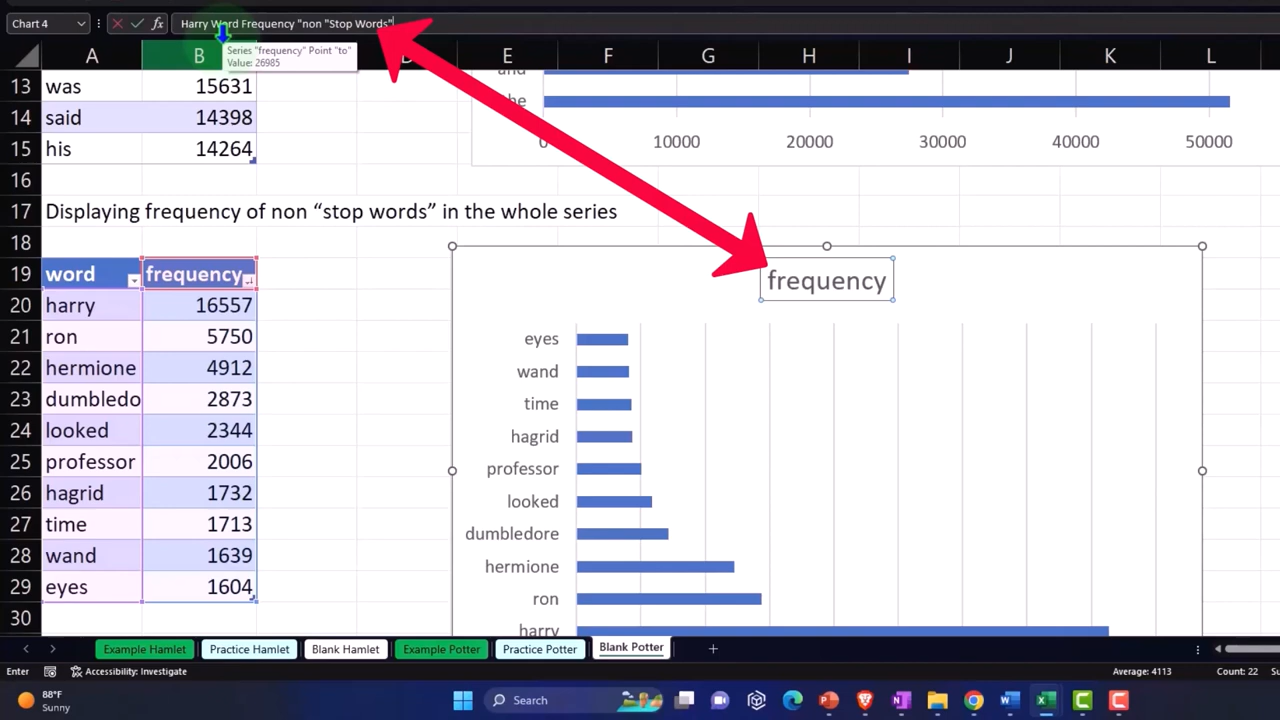 Chart 4
fx
Harry Word Frequency "non "Stop Words"
Series "frequency" Point "to"
Value: 26985
A B E F G H I J K L
13 was 15631
14 said 14398
15 his 14264
16
17 Displaying frequency of non “stop words” in the whole series
18
19 word frequency
20 harry 16557
21 ron 5750
22 hermione 4912
23 dumbledo 2873
24 looked 2344
25 professor 2006
26 hagrid 1732
27 time 1713
28 wand 1639
29 eyes 1604
30
0 10000 20000 30000 40000 50000
frequency
eyes
wand
time
hagrid
professor
looked
dumbledore
hermione
ron
harry
Example Hamlet Practice Hamlet Blank Hamlet Example Potter Practice Potter Blank Potter
Enter Accessibility: Investigate Average: 4113 Count: 22
88°F
Sunny
Search